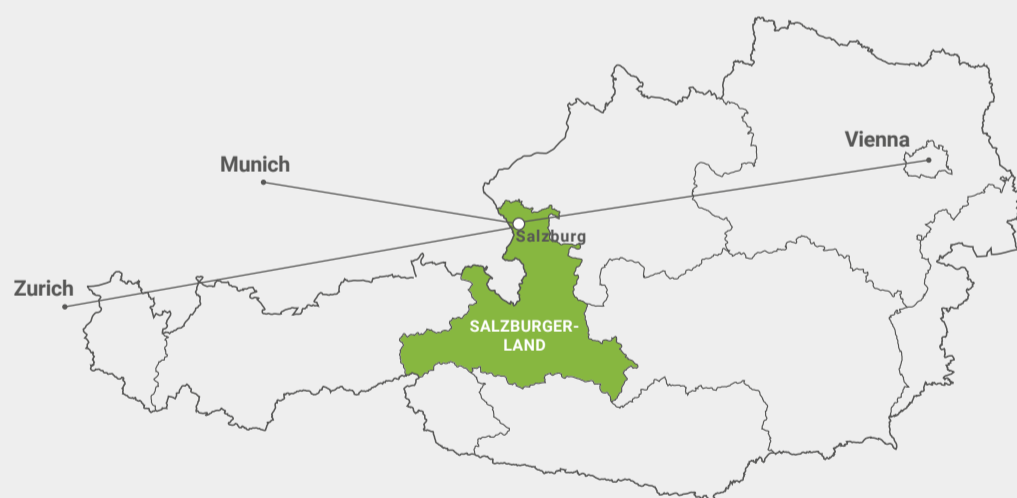 Vienna
Munich
Salzburg
Zurich
SALZBURGER-
LAND